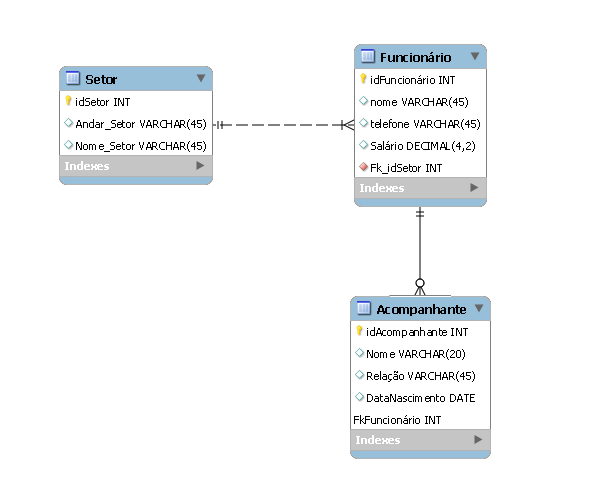 Setor
idSetor INT
Andar_Setor VARCHAR(45)
Nome_Setor VARCHAR(45)
Indexes
Funcionário
idFuncionário INT
nome VARCHAR(45)
telefone VARCHAR(45)
Salário DECIMAL(4,2)
Fk_idSetor INT
Indexes
Acompanhante
idAcompanhante INT
Nome VARCHAR(20)
Relação VARCHAR(45)
DataNascimento DATE
FkFuncionário INT
Indexes